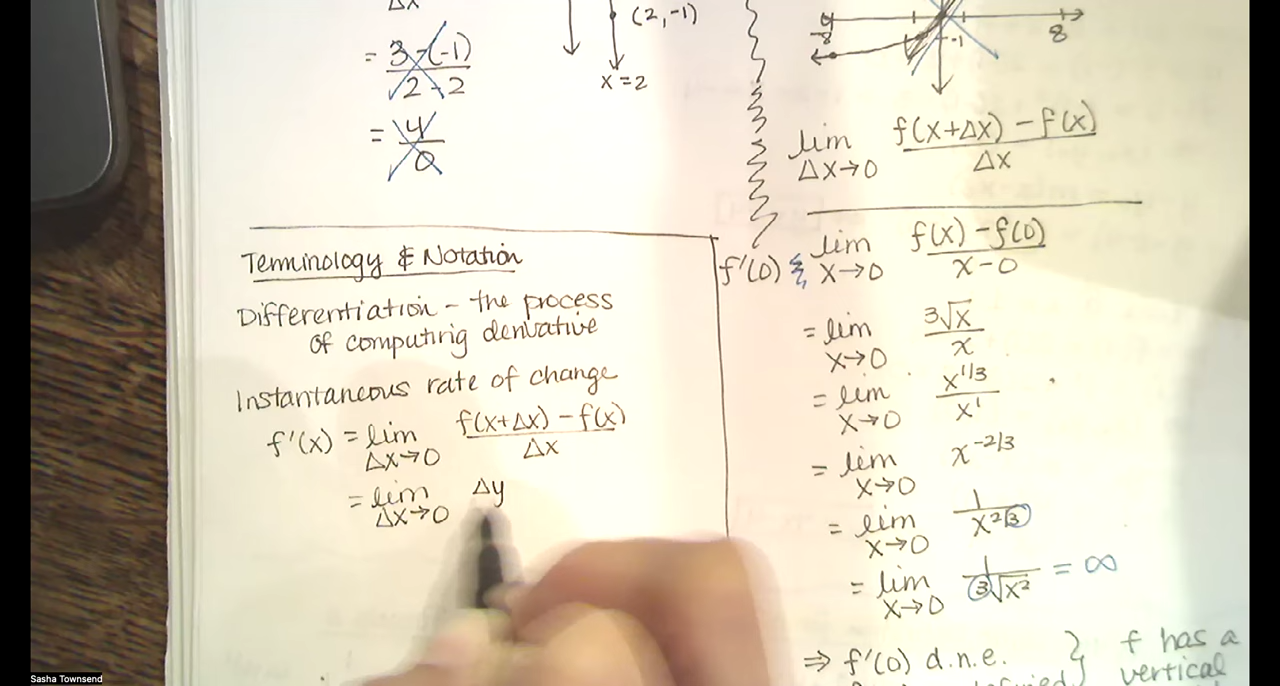 Δx
= 3-(-1)
2-2
= 4
0
(2,-1)
x=2
Terminology & Notation
Differentiation - the process
of computing derivative
Instantaneous rate of change
f'(x) = lim f(x+Δx) - f(x)
Δx→0 Δx
= lim Δy
Δx→0
-8 -1 8
lim f(x+Δx) - f(x)
Δx→0 Δx
f'(0) lim f(x) - f(0)
x→0 x-0
= lim 3√x
x→0 x
= lim x^1/3
x→0 x^1
= lim x^-2/3
x→0
= lim 1
x→0 x^2/3
= lim 1 = ∞
x→0 3√x²
⇒ f'(0) d.n.e. } f has a
vertical
Sasha Townsend